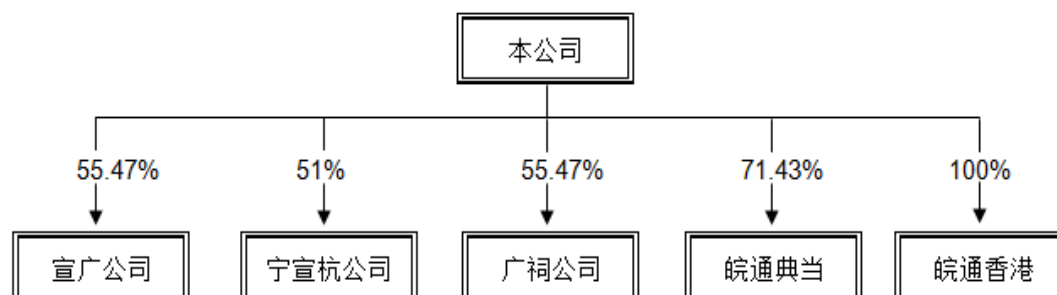 本公司
55.47%
51%
55.47%
71.43%
100%
宣广公司
宁宣杭公司
广祠公司
皖通典当
皖通香港